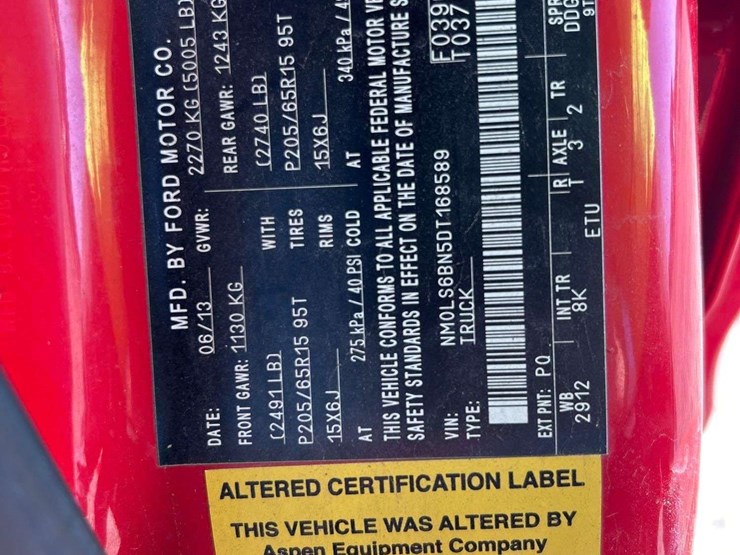 MFD. BY FORD MOTOR CO.
DATE: 06/13 GVWR: 2270 KG (5005 LB)
FRONT GAWR: 1130 KG REAR GAWR: 1243 KG
(2491 LB) WITH (2740 LB)
P205/65R15 95T TIRES P205/65R15 95T
15X6J RIMS 15X6J
AT 275 kPa / 40 PSI COLD AT 340 kPa /
THIS VEHICLE CONFORMS TO ALL APPLICABLE FEDERAL MOTOR
SAFETY STANDARDS IN EFFECT ON THE DATE OF MANUFACTURE
VIN: NM0LS6BN5DT168589 F039
TYPE: TRUCK T037
EXT PNT: PQ
WB INT TR R AXLE TR SPR
2912 8K T 3 2 DDG
ETU 9T
ALTERED CERTIFICATION LABEL
THIS VEHICLE WAS ALTERED BY
Aspen Equipment Company